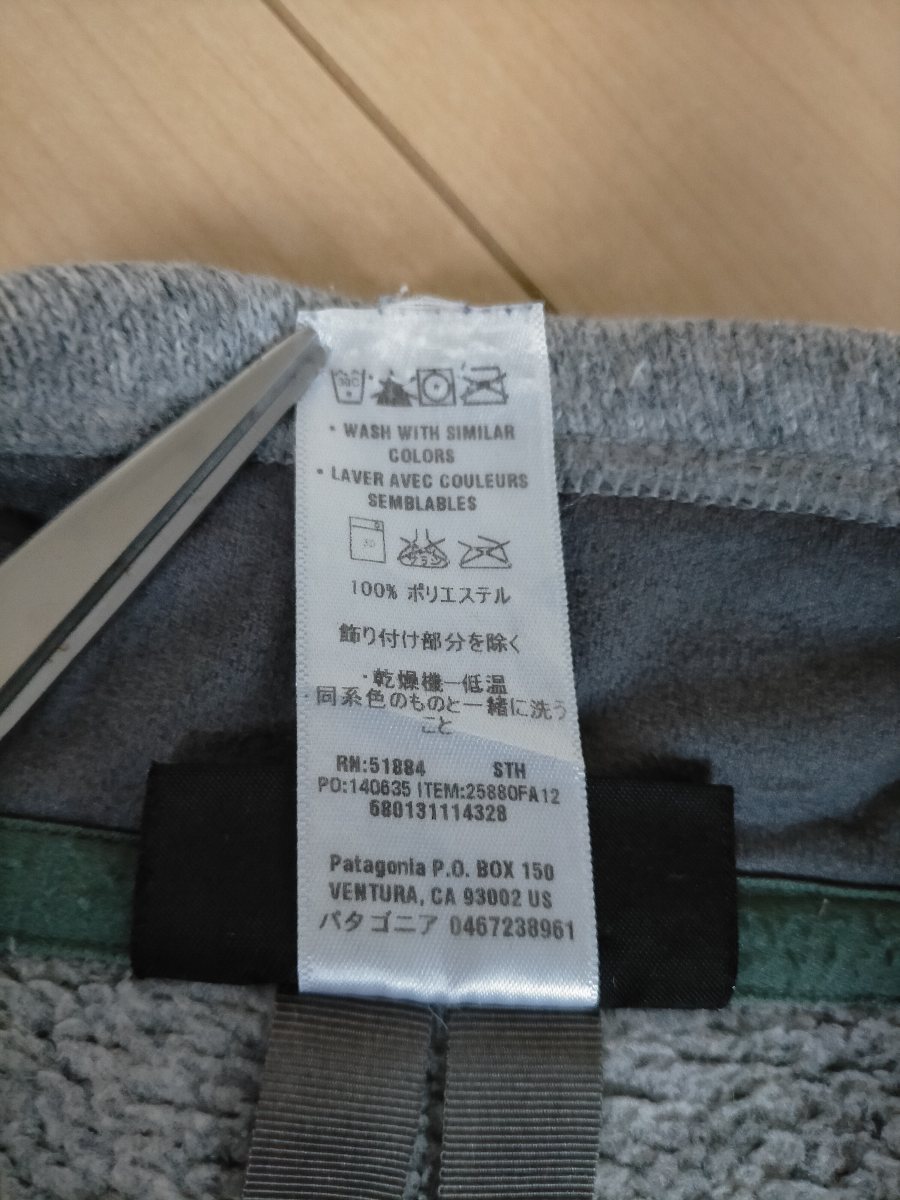 30C
• WASH WITH SIMILAR
COLORS
• LAVER AVEC COULEURS
SEMBLABLES
30
100% ポリエステル
飾り付け部分を除く
・乾燥機ー低温
・同系色のものと一緒に洗う
こと
RN:51884 STH
PO:140635 ITEM:25880FA12
680131114328
Patagonia P.O. BOX 150
VENTURA, CA 93002 US
パタゴニア 0467238961